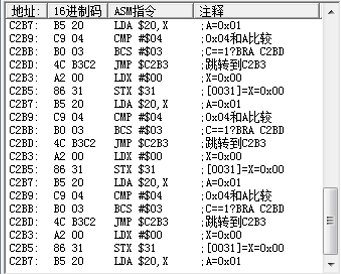 地址: 16进制码 ASM指令 注释
C2B7: B5 20 LDA $20,X ;A=0x01
C2B9: C9 04 CMP #$04 ;0x04和A比较
C2BB: B0 03 BCS #$03 ;C==1?BRA C2BD
C2BD: 4C B3C2 JMP $C2B3 ;跳转到C2B3
C2B3: A2 00 LDX #$00 ;X=0x00
C2B5: 86 31 STX $31 ;[0031]=X=0x00
C2B7: B5 20 LDA $20,X ;A=0x01
C2B9: C9 04 CMP #$04 ;0x04和A比较
C2BB: B0 03 BCS #$03 ;C==1?BRA C2BD
C2BD: 4C B3C2 JMP $C2B3 ;跳转到C2B3
C2B3: A2 00 LDX #$00 ;X=0x00
C2B5: 86 31 STX $31 ;[0031]=X=0x00
C2B7: B5 20 LDA $20,X ;A=0x01
C2B9: C9 04 CMP #$04 ;0x04和A比较
C2BB: B0 03 BCS #$03 ;C==1?BRA C2BD
C2BD: 4C B3C2 JMP $C2B3 ;跳转到C2B3
C2B3: A2 00 LDX #$00 ;X=0x00
C2B5: 86 31 STX $31 ;[0031]=X=0x00
C2B7: B5 20 LDA $20,X ;A=0x01